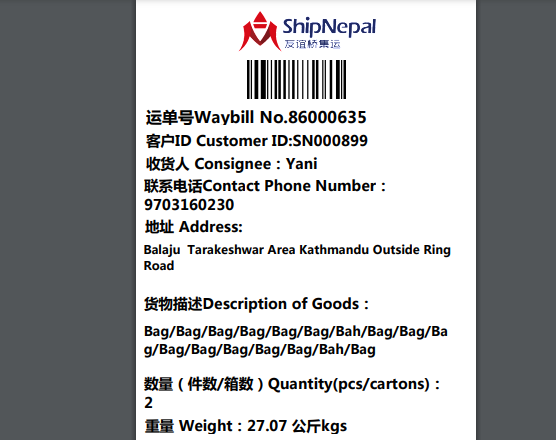 ShipNepal
友谊桥集运
运单号Waybill No.86000635
客户ID Customer ID:SN000899
收货人 Consignee：Yani
联系电话Contact Phone Number：
9703160230
地址 Address:
Balaju  Tarakeshwar Area Kathmandu Outside Ring
Road
货物描述Description of Goods：
Bag/Bag/Bag/Bag/Bag/Bag/Bah/Bag/Bag/Ba
g/Bag/Bag/Bag/Bag/Bag/Bah/Bag
数量（件数/箱数）Quantity(pcs/cartons)：
2
重量 Weight：27.07 公斤kgs